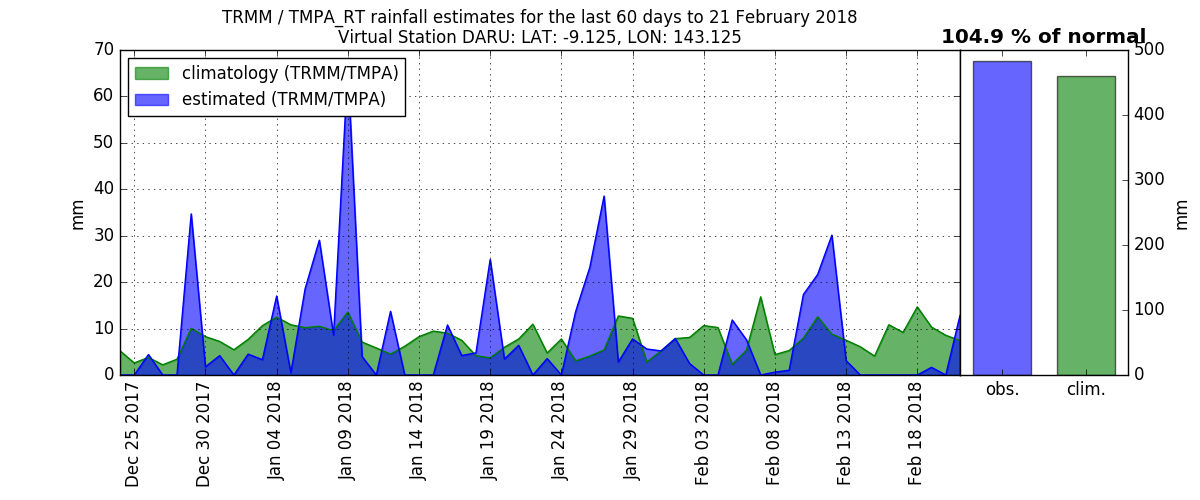 TRMM / TMPA_RT rainfall estimates for the last 60 days to 21 February 2018
Virtual Station DARU: LAT: -9.125, LON: 143.125
104.9 % of normal
climatology (TRMM/TMPA)
estimated (TRMM/TMPA)
70
60
50
40
30
20
10
0
mm
500
400
300
200
100
0
mm
Dec 25 2017
Dec 30 2017
Jan 04 2018
Jan 09 2018
Jan 14 2018
Jan 19 2018
Jan 24 2018
Jan 29 2018
Feb 03 2018
Feb 08 2018
Feb 13 2018
Feb 18 2018
obs.
clim.